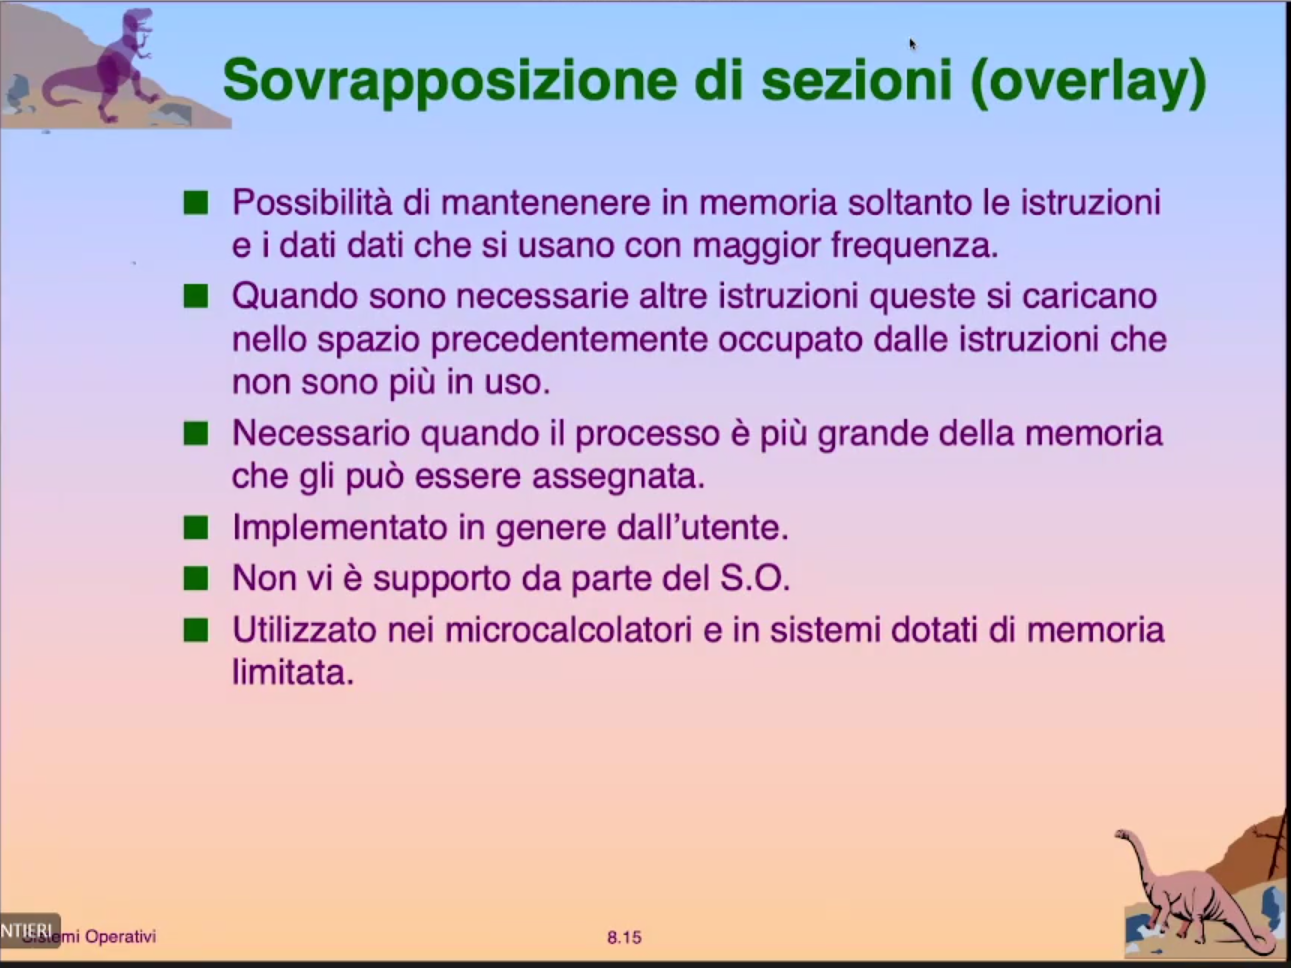 Sovrapposizione di sezioni (overlay)
Possibilità di mantenenere in memoria soltanto le istruzioni
e i dati dati che si usano con maggior frequenza.
Quando sono necessarie altre istruzioni queste si caricano
nello spazio precedentemente occupato dalle istruzioni che
non sono più in uso.
Necessario quando il processo è più grande della memoria
che gli può essere assegnata.
Implementato in genere dall'utente.
Non vi è supporto da parte del S.O.
Utilizzato nei microcalcolatori e in sistemi dotati di memoria
limitata.
NTIERI
Sistemi Operativi
8.15